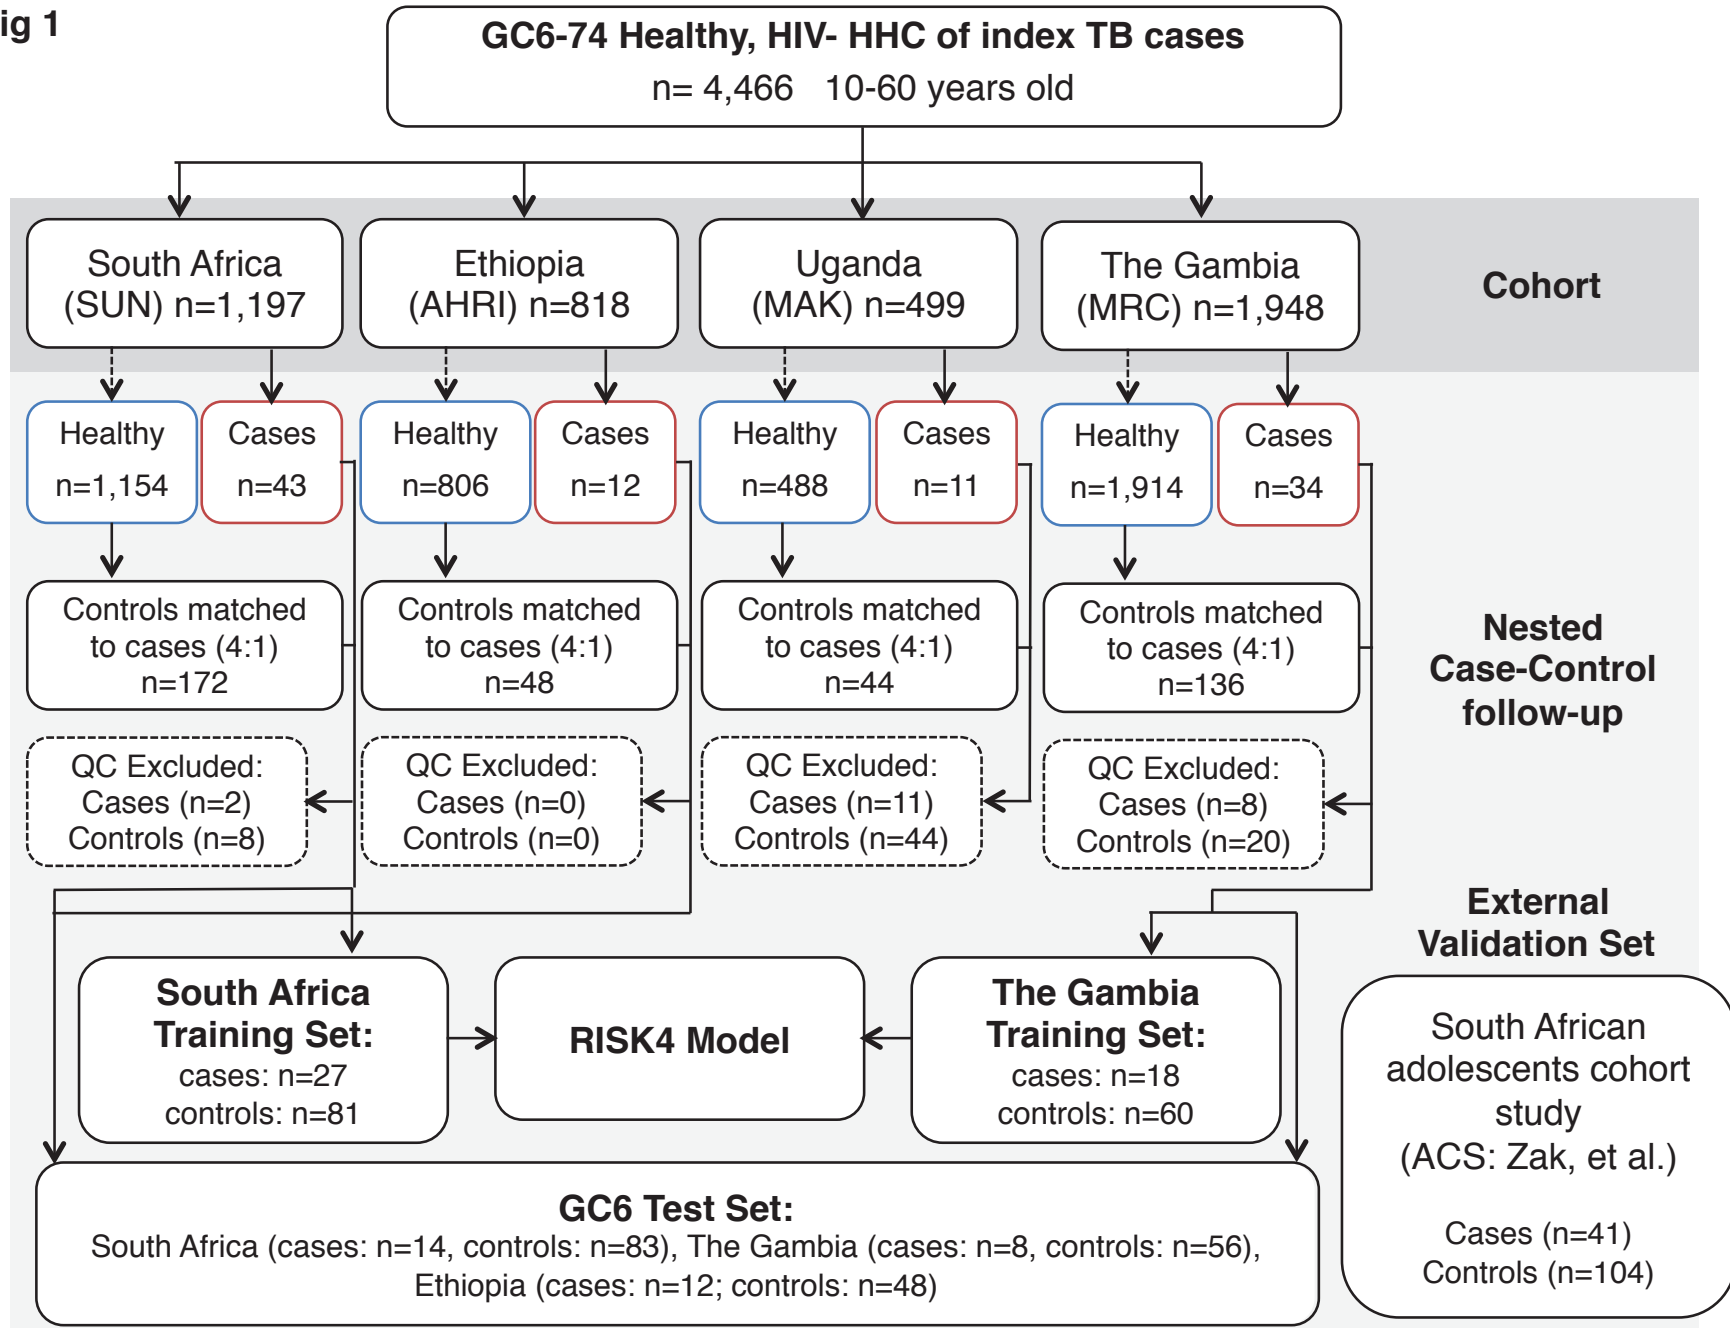 ig 1
GC6-74 Healthy, HIV- HHC of index TB cases
n= 4,466 10-60 years old
South Africa
(SUN) n=1,197
Ethiopia
(AHRI) n=818
Uganda
(MAK) n=499
The Gambia
(MRC) n=1,948
Cohort
Healthy
n=1,154
Cases
n=43
Healthy
n=806
Cases
n=12
Healthy
n=488
Cases
n=11
Healthy
n=1,914
Cases
n=34
Controls matched
to cases (4:1)
n=172
Controls matched
to cases (4:1)
n=48
Controls matched
to cases (4:1)
n=44
Controls matched
to cases (4:1)
n=136
Nested
Case-Control
follow-up
QC Excluded:
Cases (n=2)
Controls (n=8)
QC Excluded:
Cases (n=0)
Controls (n=0)
QC Excluded:
Cases (n=11)
Controls (n=44)
QC Excluded:
Cases (n=8)
Controls (n=20)
South Africa
Training Set:
cases: n=27
controls: n=81
RISK4 Model
The Gambia
Training Set:
cases: n=18
controls: n=60
External
Validation Set
South African
adolescents cohort
study
(ACS: Zak, et al.)
Cases (n=41)
Controls (n=104)
GC6 Test Set:
South Africa (cases: n=14, controls: n=83), The Gambia (cases: n=8, controls: n=56),
Ethiopia (cases: n=12; controls: n=48)